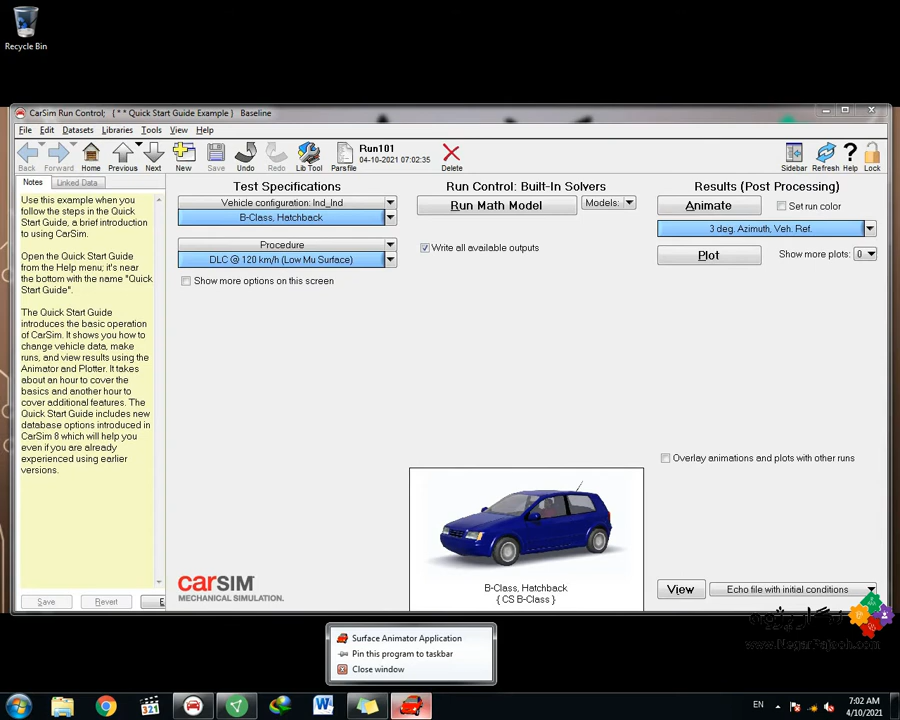 Recycle Bin
CarSim Run Control; { * * Quick Start Guide Example } Baseline
File Edit Datasets Libraries Tools View Help
Back Forward Home Previous Next New Save Undo Redo Lib Tool Parsfile
Run101
04-10-2021 07:02:35
Delete
Sidebar Refresh Help Lock
Notes Linked Data
Use this example when you
follow the steps in the Quick
Start Guide, a brief introduction
to using CarSim.
Open the Quick Start Guide
from the Help menu; it's near
the bottom with the name "Quick
Start Guide".
The Quick Start Guide
introduces the basic operation
of CarSim. It shows you how to
change vehicle data, make
runs, and view results using the
Animator and Plotter. It takes
about an hour to cover the
basics and another hour to
cover additional features. The
Quick Start Guide includes new
database options introduced in
CarSim 8 which will help you
even if you are already
experienced using earlier
versions.
Save Revert E
Test Specifications
Vehicle configuration: Ind_Ind
B-Class, Hatchback
Procedure
DLC @ 120 km/h (Low Mu Surface)
Show more options on this screen
Run Control: Built-In Solvers
Run Math Model Models:
Write all available outputs
Results (Post Processing)
Animate Set run color
3 deg. Azimuth, Veh. Ref.
Plot Show more plots: 0
Overlay animations and plots with other runs
carSIM
MECHANICAL SIMULATION.
B-Class, Hatchback
{ CS B-Class }
View Echo file with initial conditions
نگارپژوه
www.NegarPajooh.com
Surface Animator Application
Pin this program to taskbar
Close window
321
W
EN
7:02 AM
4/10/2021